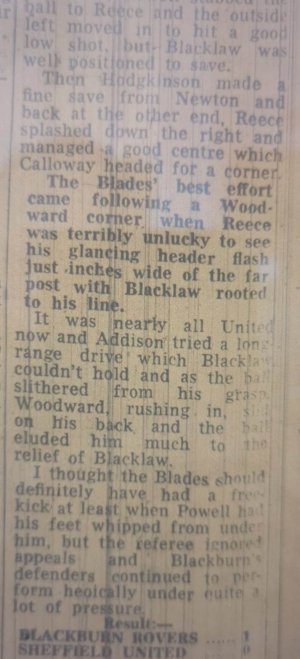 ball to Reece and the outside
left moved in to hit a good
low shot, but Blacklaw was
well positioned to save.
Then Hodgkinson made a
fine save from Newton and
back at the other end, Reece
splashed down the right and
managed a good centre which
Calloway headed for a corner.
The Blades' best effort
came following a Wood-
ward corner when Reece
was terribly unlucky to see
his glancing header flash
just inches wide of the far
post with Blacklaw rooted
to his line.
It was nearly all United
now and Addison tried a long
range drive which Blacklaw
couldn't hold and as the ball
slithered from his grasp
Woodward, rushing in, slid
on his back and the ball
eluded him much to the
relief of Blacklaw.
I thought the Blades should
definitely have had a free-
kick at least when Powell had
his feet whipped from under
him, but the referee ignored
appeals and Blackburn's
defenders continued to per-
form heoically under quite a
lot of pressure.
Result:—
BLACKBURN ROVERS ...... 1
SHEFFIELD UNITED ...... 0